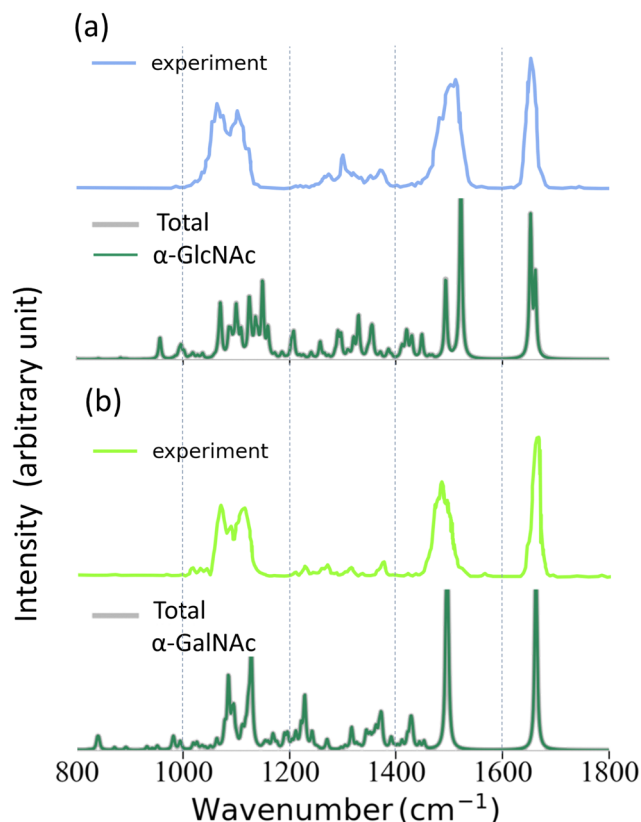 (a)
experiment
Total
α-GlcNAc
(b)
experiment
Total
α-GalNAc
Intensity (arbitrary unit)
800 1000 1200 1400 1600 1800
Wavenumber (cm⁻¹)